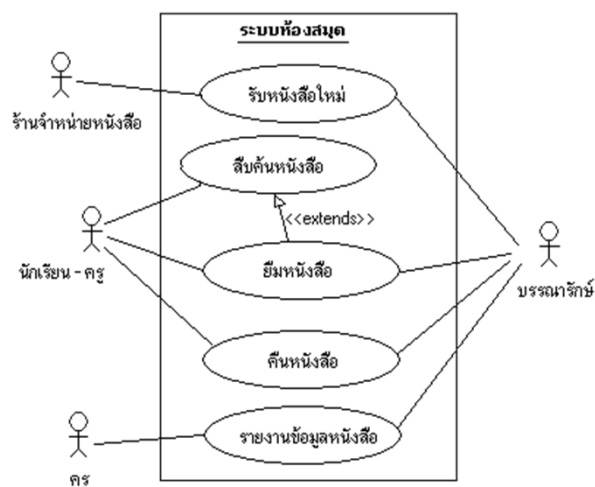 ระบบห้องสมุด
รับหนังสือใหม่
ร้านจำหน่ายหนังสือ
สืบค้นหนังสือ
<<extends>>
นักเรียน - ครู
ยืมหนังสือ
บรรณารักษ์
คืนหนังสือ
รายงานข้อมูลหนังสือ
คร